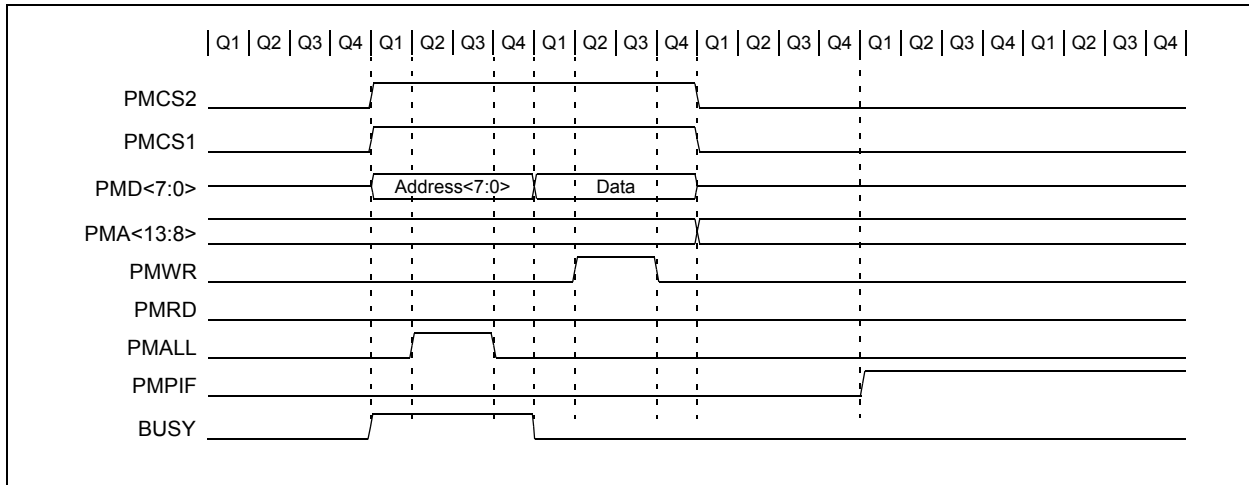 Q1 Q2 Q3 Q4 Q1 Q2 Q3 Q4 Q1 Q2 Q3 Q4 Q1 Q2 Q3 Q4 Q1 Q2 Q3 Q4 Q1 Q2 Q3 Q4
PMCS2
PMCS1
PMD<7:0> Address<7:0> Data
PMA<13:8>
PMWR
PMRD
PMALL
PMPIF
BUSY